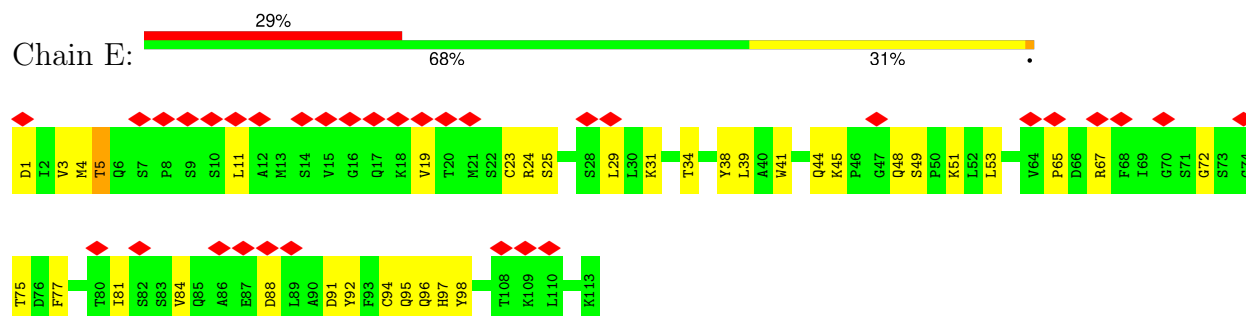 29%
Chain E:
68% 31% •
D1 I2 V3 M4 T5 Q6 S7 P8 S9 S10 L11 A12 M13 S14 V15 G16 Q17 K18 V19 T20 M21 S22 C23 R24 S25 S28 L29 L30 K31 T34 Y38 L39 A40 W41 Q44 K45 P46 G47 Q48 S49 P50 K51 L52 L53 V64 P65 D66 R67 F68 I69 G70 S71 G72 S73 G74
T75 D76 F77 T80 I81 S82 S83 V84 Q85 A86 E87 D88 L89 A90 D91 Y92 F93 C94 Q95 Q96 H97 Y98 T108 K109 L110 K113